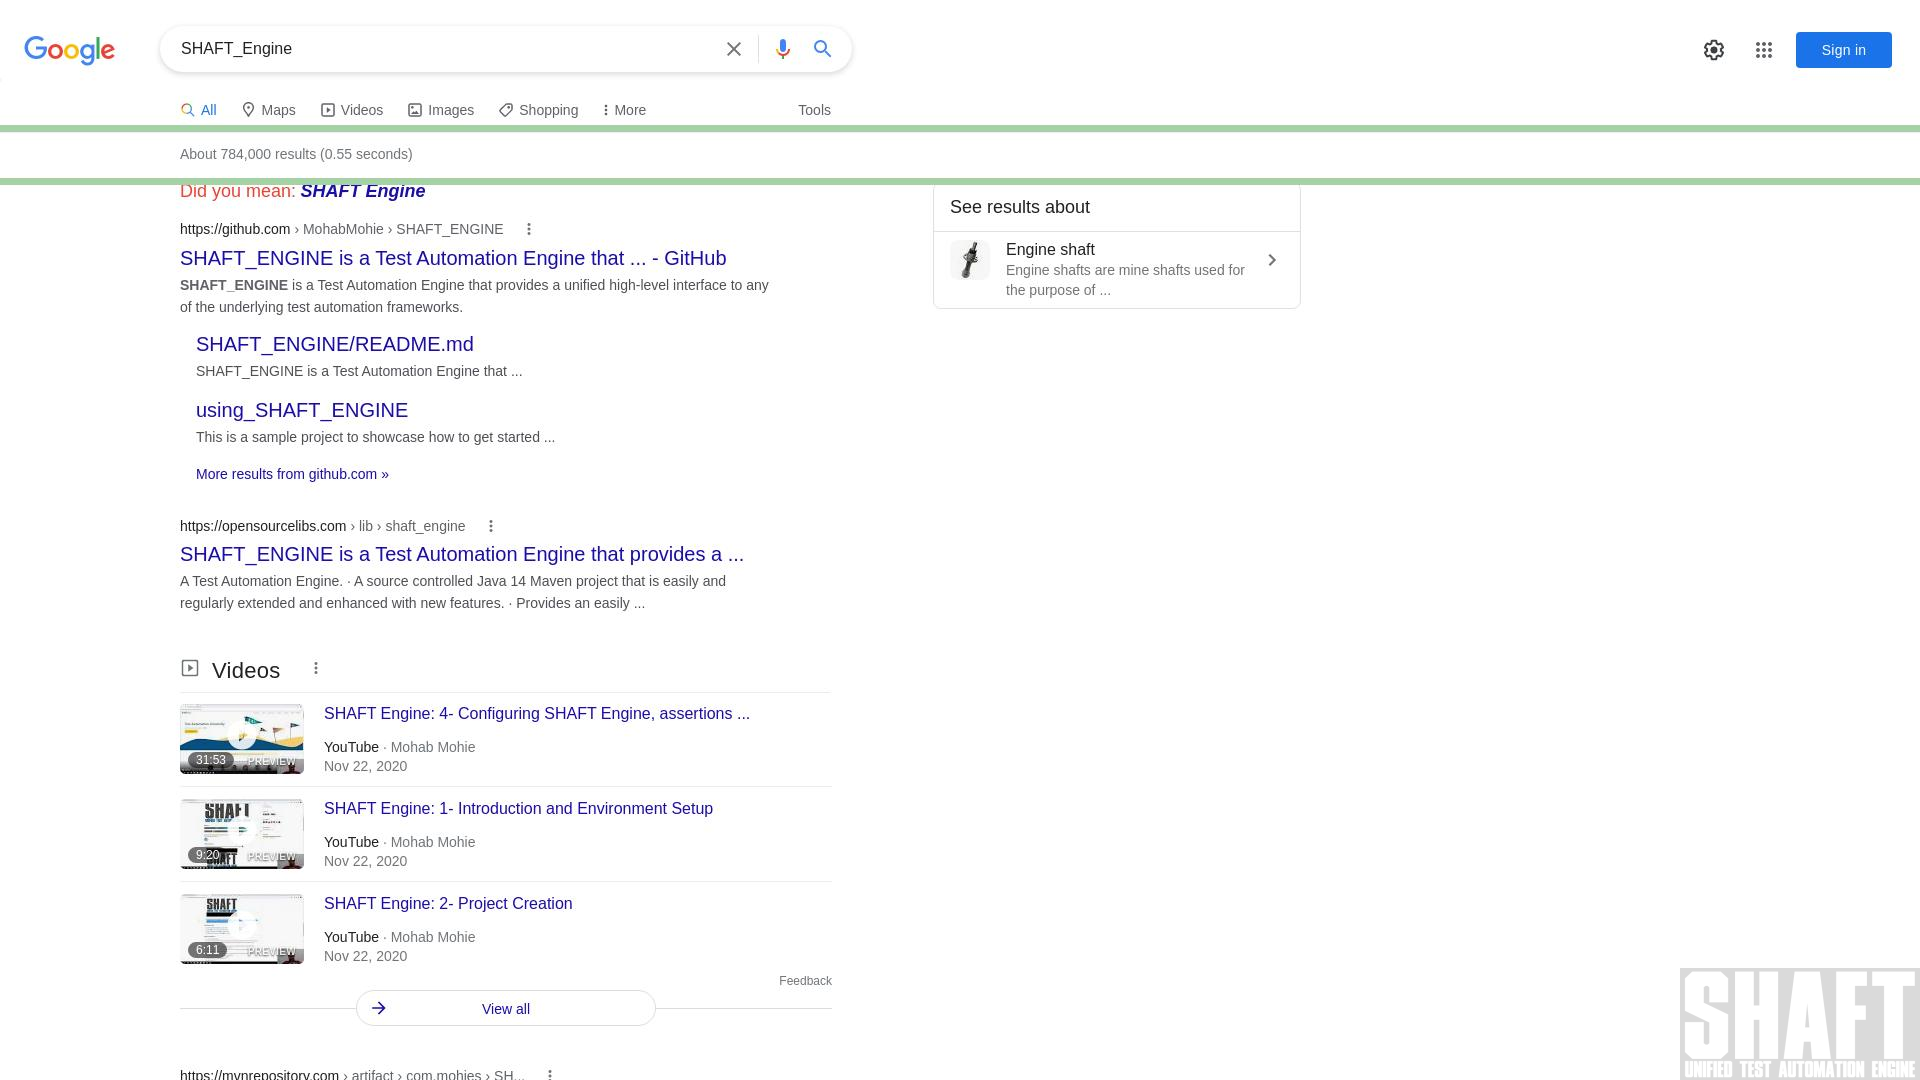 Google
SHAFT_Engine
Sign in
All
Maps
Videos
Images
Shopping
More
Tools
About 784,000 results (0.55 seconds)
Did you mean: SHAFT Engine
https://github.com › MohabMohie › SHAFT_ENGINE
SHAFT_ENGINE is a Test Automation Engine that ... - GitHub
SHAFT_ENGINE is a Test Automation Engine that provides a unified high-level interface to any
of the underlying test automation frameworks.
SHAFT_ENGINE/README.md
SHAFT_ENGINE is a Test Automation Engine that ...
using_SHAFT_ENGINE
This is a sample project to showcase how to get started ...
More results from github.com »
https://opensourcelibs.com › lib › shaft_engine
SHAFT_ENGINE is a Test Automation Engine that provides a ...
A Test Automation Engine. · A source controlled Java 14 Maven project that is easily and
regularly extended and enhanced with new features. · Provides an easily ...
Videos
SHAFT Engine: 4- Configuring SHAFT Engine, assertions ...
YouTube · Mohab Mohie
Nov 22, 2020
31:53
PREVIEW
SHAFT Engine: 1- Introduction and Environment Setup
YouTube · Mohab Mohie
Nov 22, 2020
SHAFT
9:20
PREVIEW
SHAFT
SHAFT Engine: 2- Project Creation
YouTube · Mohab Mohie
Nov 22, 2020
SHAFT
6:11
PREVIEW
Feedback
View all
https://mvnrepository.com › artifact › com.mohies › SH...
See results about
Engine shaft
Engine shafts are mine shafts used for
the purpose of ...
SHAFT
UNIFIED TEST AUTOMATION ENGINE